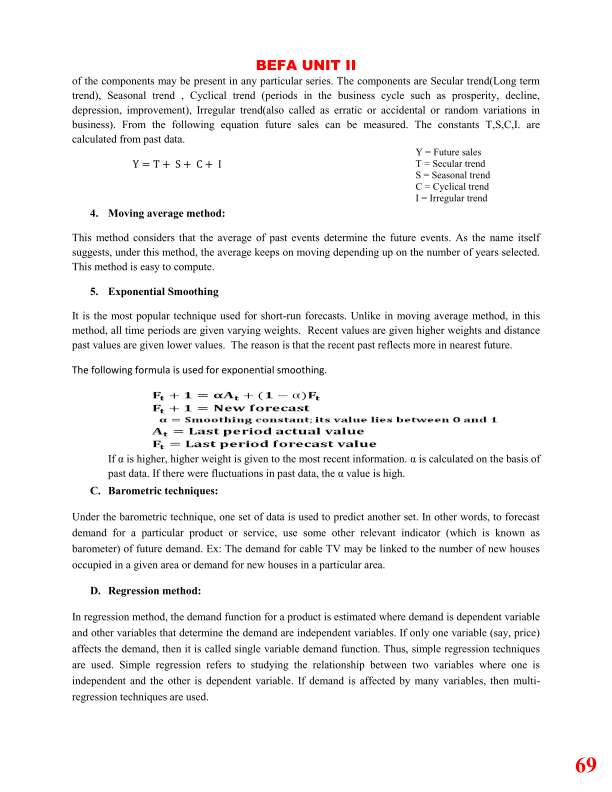 BEFA UNIT II
of the components may be present in any particular series. The components are Secular trend(Long term
trend), Seasonal trend , Cyclical trend (periods in the business cycle such as prosperity, decline,
depression, improvement), Irregular trend(also called as erratic or accidental or random variations in
business). From the following equation future sales can be measured. The constants T,S,C,I. are
calculated from past data.
Y = T + S + C + I
Y = Future sales
T = Secular trend
S = Seasonal trend
C = Cyclical trend
I = Irregular trend
4. Moving average method:
This method considers that the average of past events determine the future events. As the name itself
suggests, under this method, the average keeps on moving depending up on the number of years selected.
This method is easy to compute.
5. Exponential Smoothing
It is the most popular technique used for short-run forecasts. Unlike in moving average method, in this
method, all time periods are given varying weights. Recent values are given higher weights and distance
past values are given lower values. The reason is that the recent past reflects more in nearest future.
The following formula is used for exponential smoothing.
Fₜ + 1 = αAₜ + (1 − α)Fₜ
Fₜ + 1 = New forecast
α = Smoothing constant; its value lies between 0 and 1
Aₜ = Last period actual value
Fₜ = Last period forecast value
If α is higher, higher weight is given to the most recent information. α is calculated on the basis of
past data. If there were fluctuations in past data, the α value is high.
C. Barometric techniques:
Under the barometric technique, one set of data is used to predict another set. In other words, to forecast
demand for a particular product or service, use some other relevant indicator (which is known as
barometer) of future demand. Ex: The demand for cable TV may be linked to the number of new houses
occupied in a given area or demand for new houses in a particular area.
D. Regression method:
In regression method, the demand function for a product is estimated where demand is dependent variable
and other variables that determine the demand are independent variables. If only one variable (say, price)
affects the demand, then it is called single variable demand function. Thus, simple regression techniques
are used. Simple regression refers to studying the relationship between two variables where one is
independent and the other is dependent variable. If demand is affected by many variables, then multi-
regression techniques are used.
69